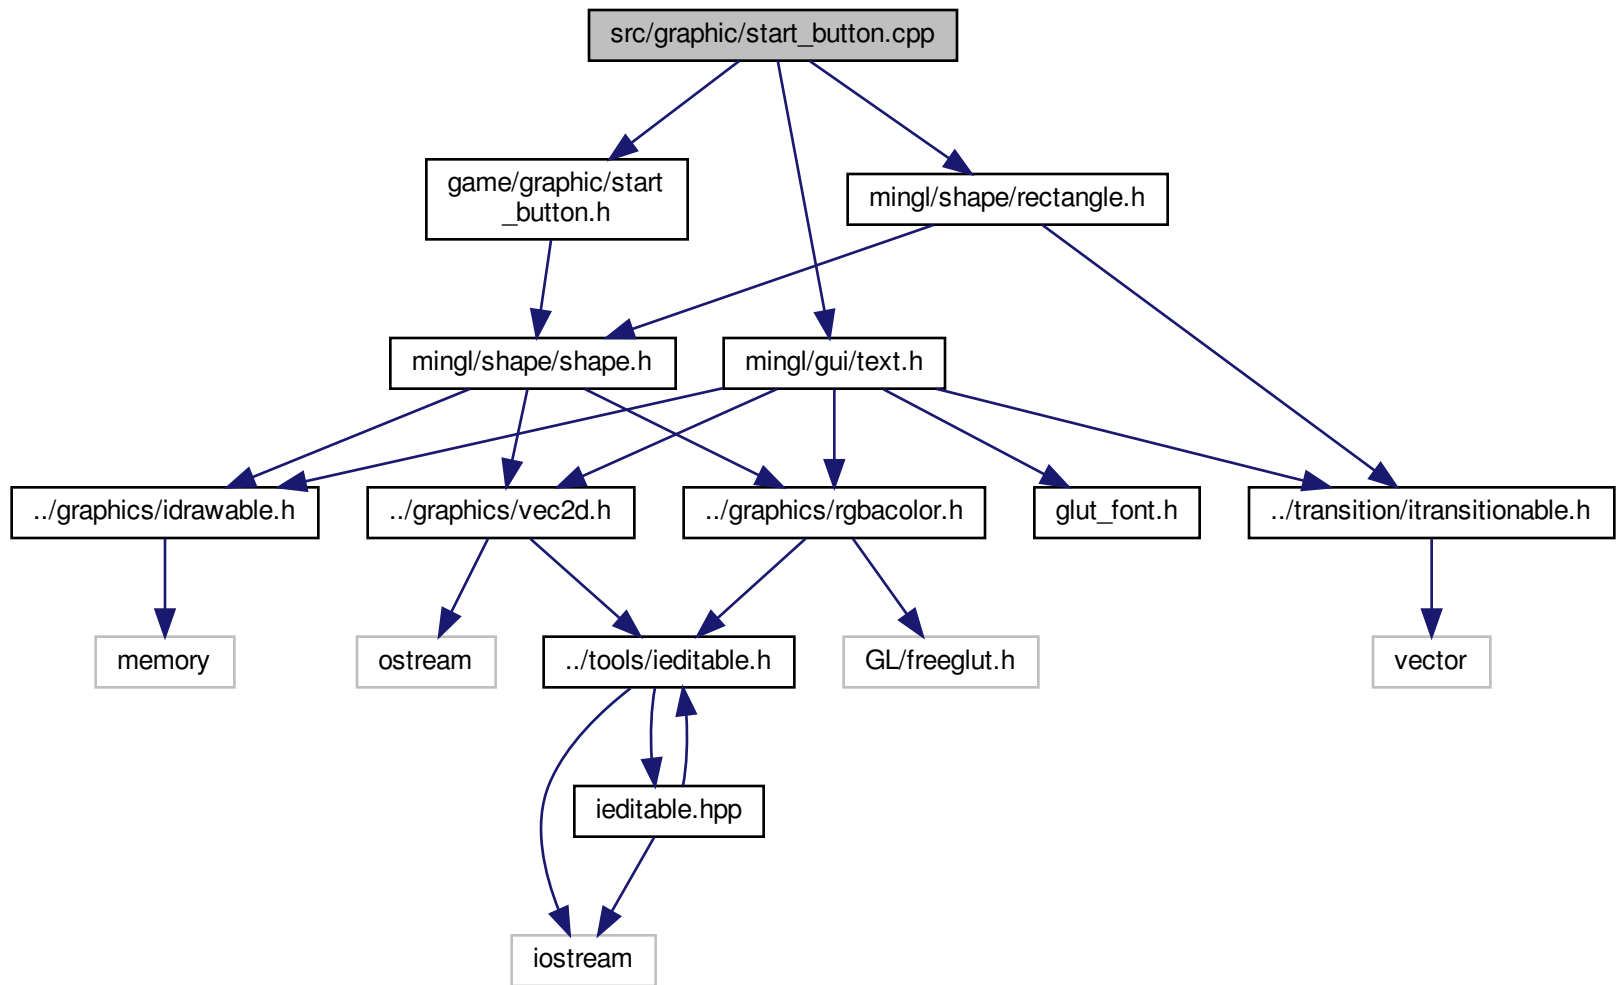 src/graphic/start_button.cpp
game/graphic/start
_button.h
mingl/shape/rectangle.h
mingl/shape/shape.h
mingl/gui/text.h
../graphics/idrawable.h
../graphics/vec2d.h
../graphics/rgbacolor.h
glut_font.h
../transition/itransitionable.h
memory
ostream
../tools/ieditable.h
GL/freeglut.h
vector
ieditable.hpp
iostream